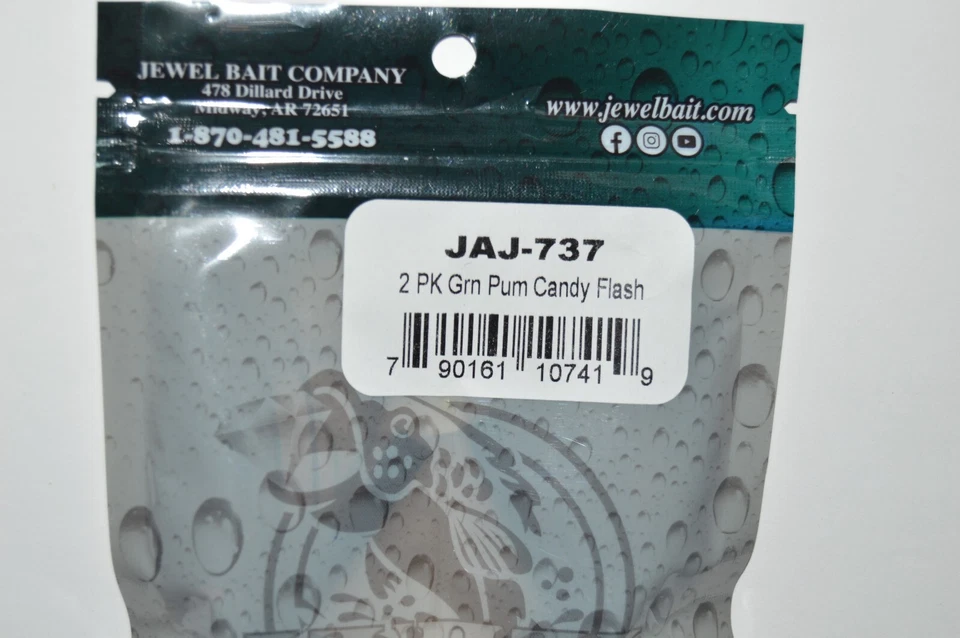 JEWEL BAIT COMPANY
478 Dillard Drive
Midway, AR 72651
1-870-481-5588
www.jewelbait.com
JAJ-737
2 PK Grn Pum Candy Flash
7 90161 10741 9